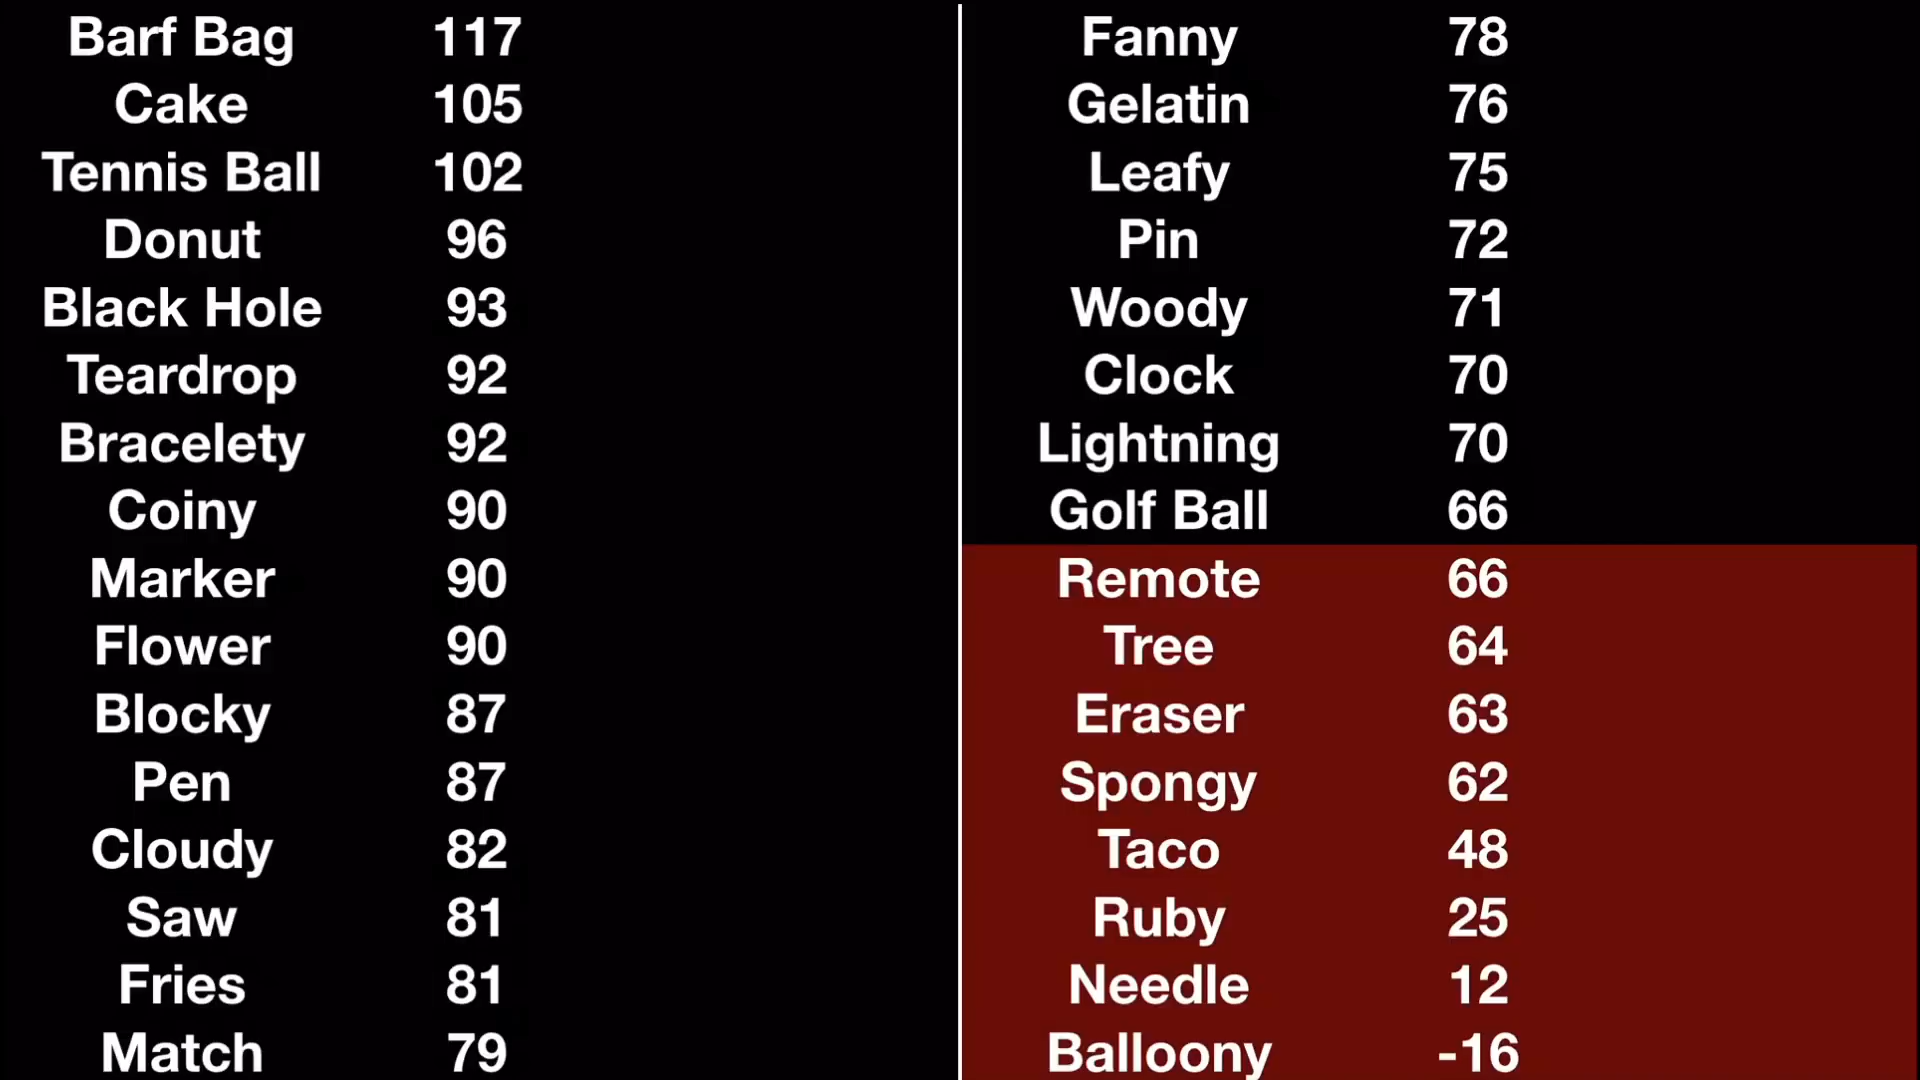 Barf Bag 117
Cake 105
Tennis Ball 102
Donut 96
Black Hole 93
Teardrop 92
Bracelety 92
Coiny 90
Marker 90
Flower 90
Blocky 87
Pen 87
Cloudy 82
Saw 81
Fries 81
Match 79
Fanny 78
Gelatin 76
Leafy 75
Pin 72
Woody 71
Clock 70
Lightning 70
Golf Ball 66
Remote 66
Tree 64
Eraser 63
Spongy 62
Taco 48
Ruby 25
Needle 12
Balloony -16